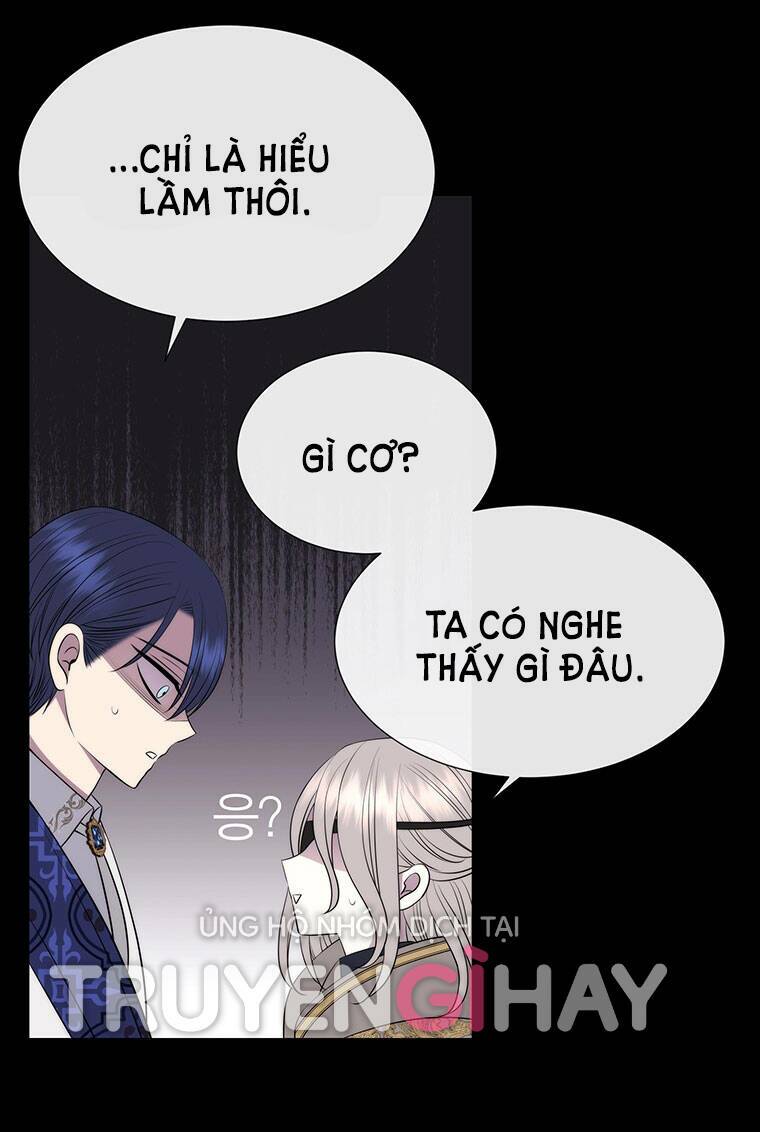 ...CHỈ LÀ HIỂU
LẦM THÔI.
GÌ CƠ?
TA CÓ NGHE
THẤY GÌ ĐÂU.
응?
ỦNG HỘ NHÓM DỊCH TẠI
TRUYENGIHAY